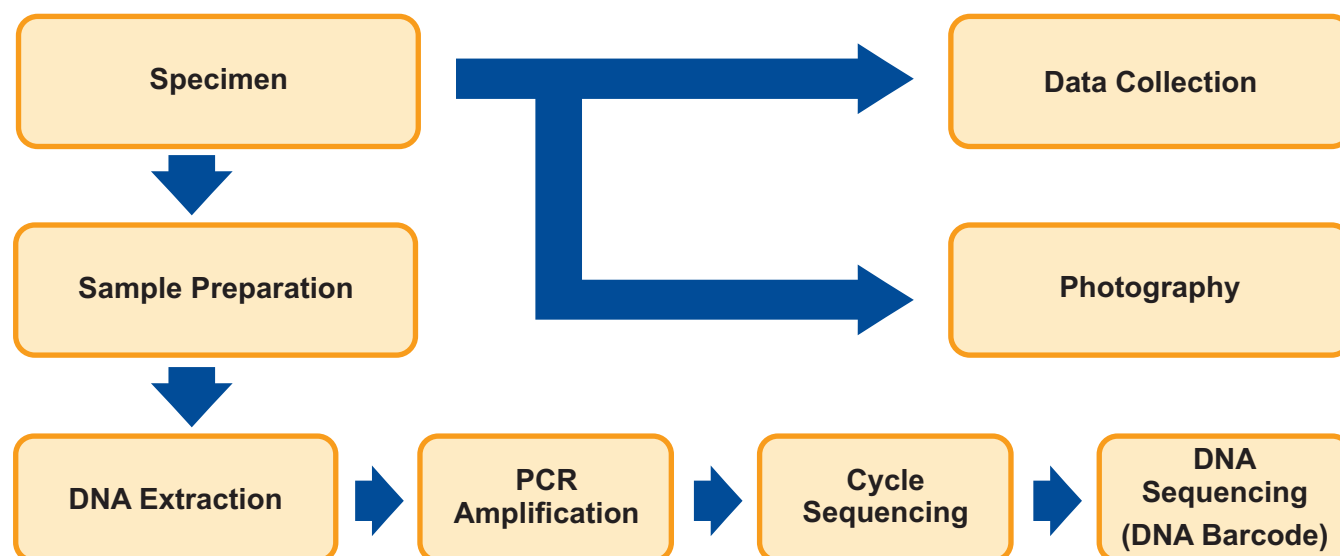 Specimen
Data Collection
Sample Preparation
Photography
DNA Extraction
PCR
Amplification
Cycle
Sequencing
DNA
Sequencing
(DNA Barcode)